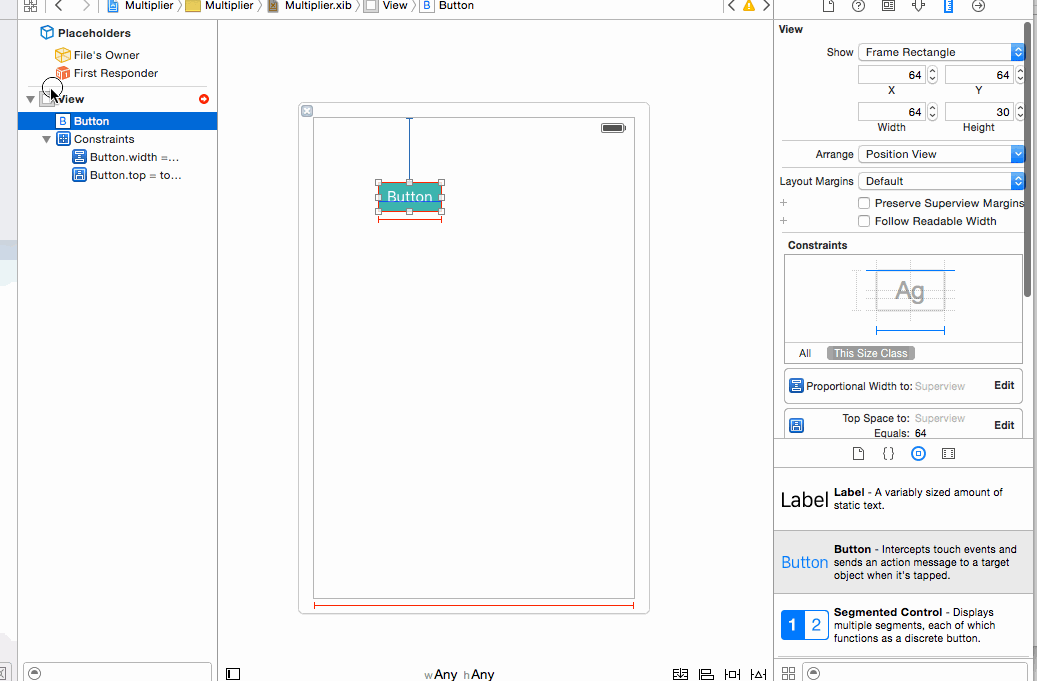 Multiplier
Multiplier
Multiplier.xib
View
B Button
Placeholders
File's Owner
First Responder
View
B Button
Constraints
Button.width =...
Button.top = to...
Button
wAny hAny
View
Show Frame Rectangle
64 64
X Y
64 30
Width Height
Arrange Position View
Layout Margins Default
Preserve Superview Margins
Follow Readable Width
Constraints
Ag
All This Size Class
Proportional Width to: Superview Edit
Top Space to: Superview
Equals: 64 Edit
{}
Label Label - A variably sized amount of
static text.
Button Button - Intercepts touch events and
sends an action message to a target
object when it's tapped.
1 2 Segmented Control - Displays
multiple segments, each of which
functions as a discrete button.